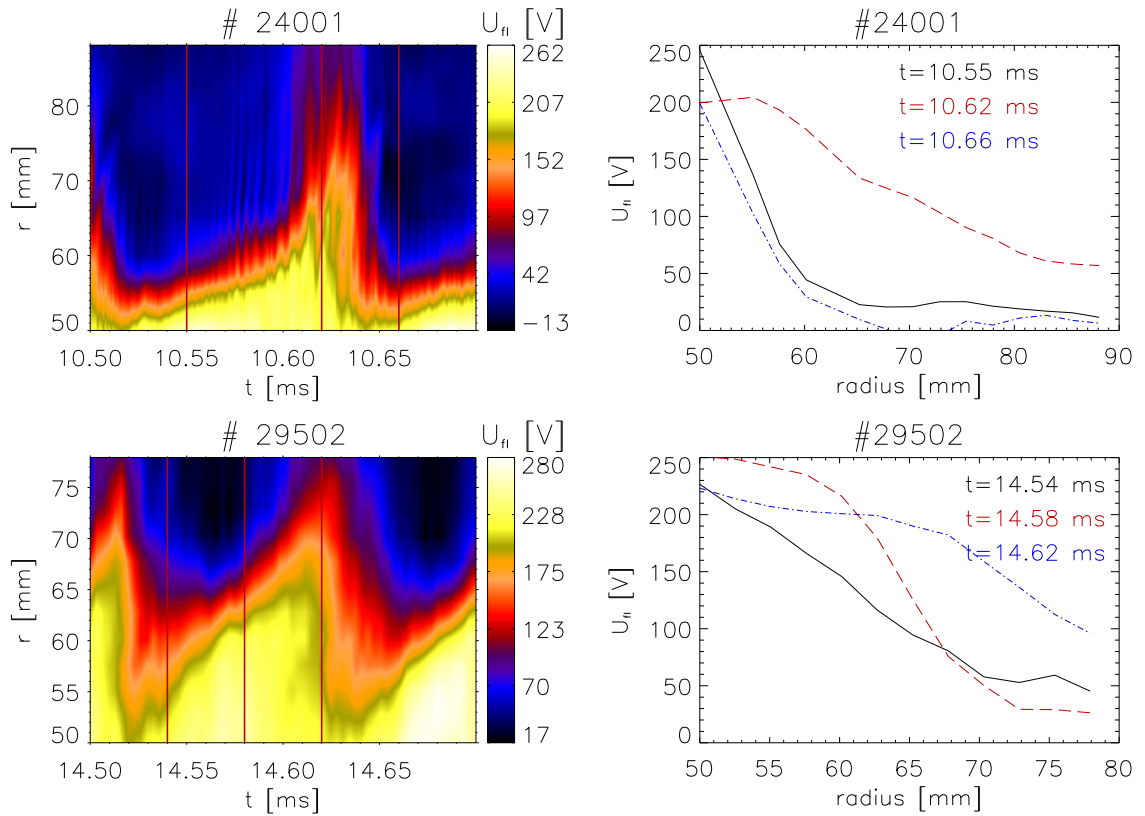 # 24001
U_fl [V]
262
207
152
97
42
−13
80
70
60
50
r [mm]
10.50 10.55 10.60 10.65
t [ms]
#24001
t=10.55 ms
t=10.62 ms
t=10.66 ms
250
200
150
100
50
0
U_fl [V]
50 60 70 80 90
radius [mm]
# 29502
U_fl [V]
280
228
175
123
70
17
75
70
65
60
55
50
r [mm]
14.50 14.55 14.60 14.65
t [ms]
#29502
t=14.54 ms
t=14.58 ms
t=14.62 ms
250
200
150
100
50
0
U_fl [V]
50 55 60 65 70 75 80
radius [mm]